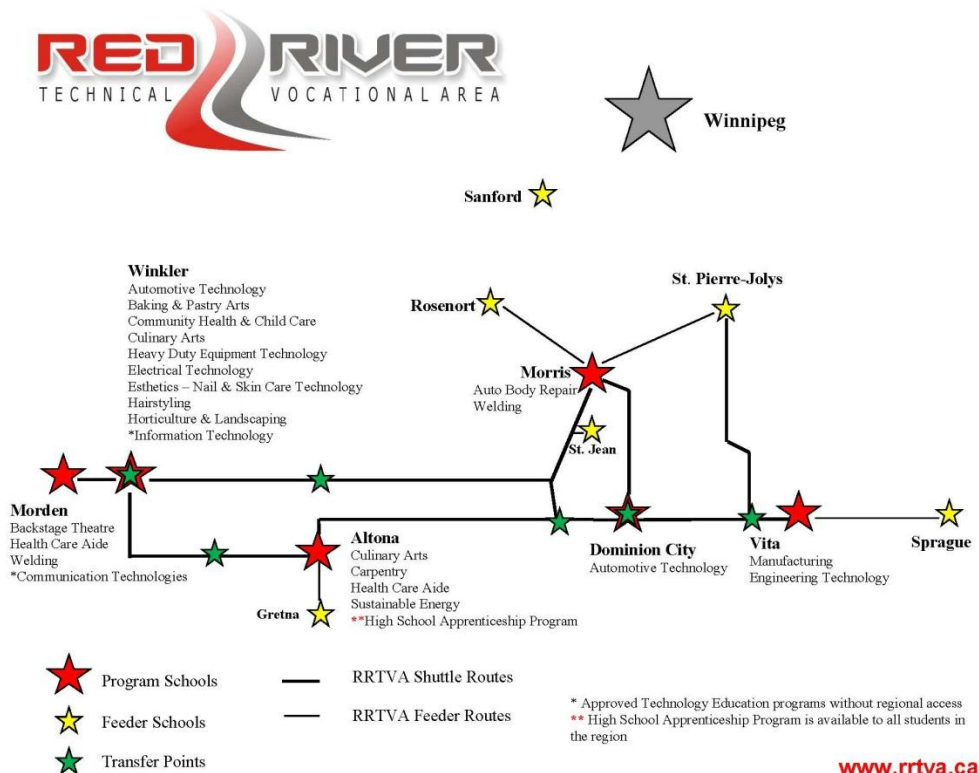 RED RIVER
TECHNICAL VOCATIONAL AREA
Winnipeg
Sanford
Winkler
Automotive Technology
Baking & Pastry Arts
Community Health & Child Care
Culinary Arts
Heavy Duty Equipment Technology
Electrical Technology
Esthetics – Nail & Skin Care Technology
Hairstyling
Horticulture & Landscaping
*Information Technology
Rosenort
St. Pierre-Jolys
Morris
Auto Body Repair
Welding
St. Jean
Morden
Backstage Theatre
Health Care Aide
Welding
*Communication Technologies
Altona
Culinary Arts
Carpentry
Health Care Aide
Sustainable Energy
**High School Apprenticeship Program
Gretna
Dominion City
Automotive Technology
Vita
Manufacturing
Engineering Technology
Sprague
Program Schools
Feeder Schools
Transfer Points
RRTVA Shuttle Routes
RRTVA Feeder Routes
* Approved Technology Education programs without regional access
** High School Apprenticeship Program is available to all students in
the region
www.rrtva.ca